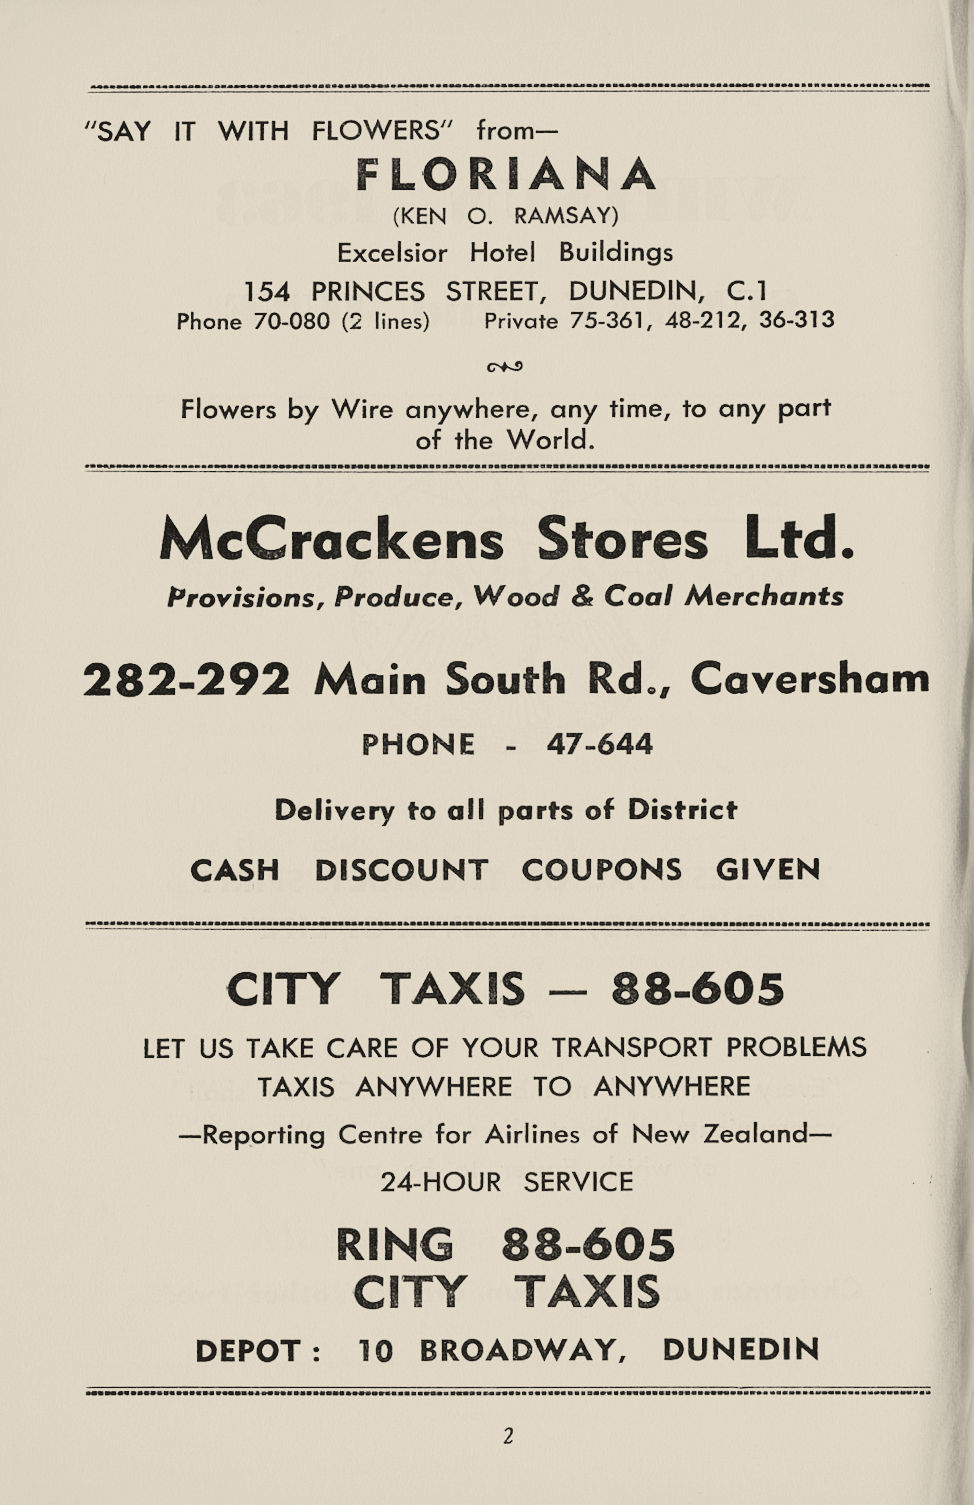 "SAY IT WITH FLOWERS" from—
FLORIANA
(KEN O. RAMSAY)
Excelsior Hotel Buildings
154 PRINCES STREET, DUNEDIN, C.1
Phone 70-080 (2 lines) Private 75-361, 48-212, 36-313
Flowers by Wire anywhere, any time, to any part
of the World.
McCrackens Stores Ltd.
Provisions, Produce, Wood & Coal Merchants
282-292 Main South Rd., Caversham
PHONE - 47-644
Delivery to all parts of District
CASH DISCOUNT COUPONS GIVEN
CITY TAXIS — 88-605
LET US TAKE CARE OF YOUR TRANSPORT PROBLEMS
TAXIS ANYWHERE TO ANYWHERE
—Reporting Centre for Airlines of New Zealand—
24-HOUR SERVICE
RING 88-605
CITY TAXIS
DEPOT : 10 BROADWAY, DUNEDIN
2